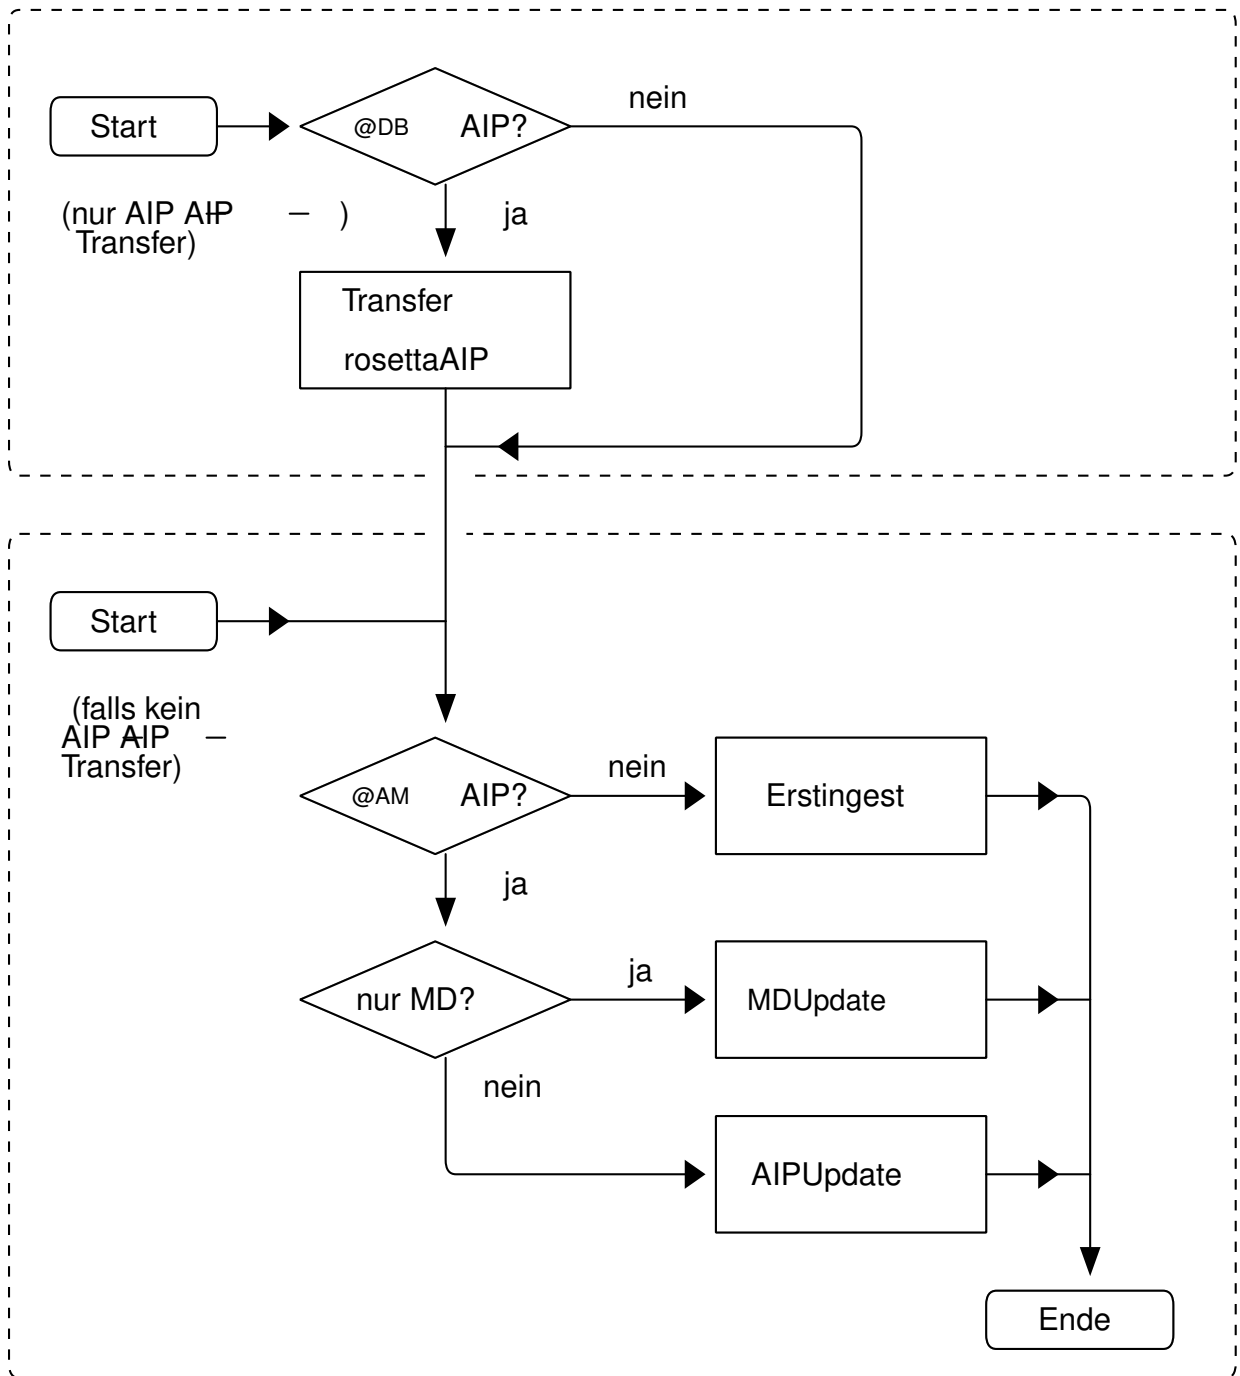 Start
@DB AIP?
nein
(nur AIP AIP – )
Transfer)
ja
Transfer
rosettaAIP
Start
(falls kein
AIP AIP –
Transfer)
@AM AIP?
nein
Erstingest
ja
nur MD?
ja
MDUpdate
nein
AIPUpdate
Ende